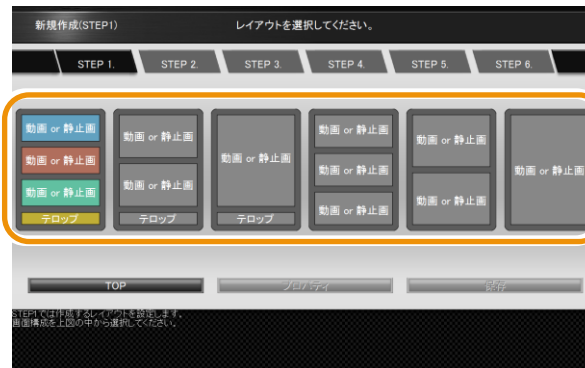 新規作成(STEP1)
レイアウトを選択してください。
STEP 1.
STEP 2.
STEP 3.
STEP 4.
STEP 5.
STEP 6.
動画 or 静止画
動画 or 静止画
動画 or 静止画
テロップ
動画 or 静止画
動画 or 静止画
テロップ
動画 or 静止画
テロップ
動画 or 静止画
動画 or 静止画
動画 or 静止画
動画 or 静止画
動画 or 静止画
動画 or 静止画
TOP
プロパティ
保存
STEP1では作成するレイアウトを設定します。
画面構成を上図の中から選択してください。